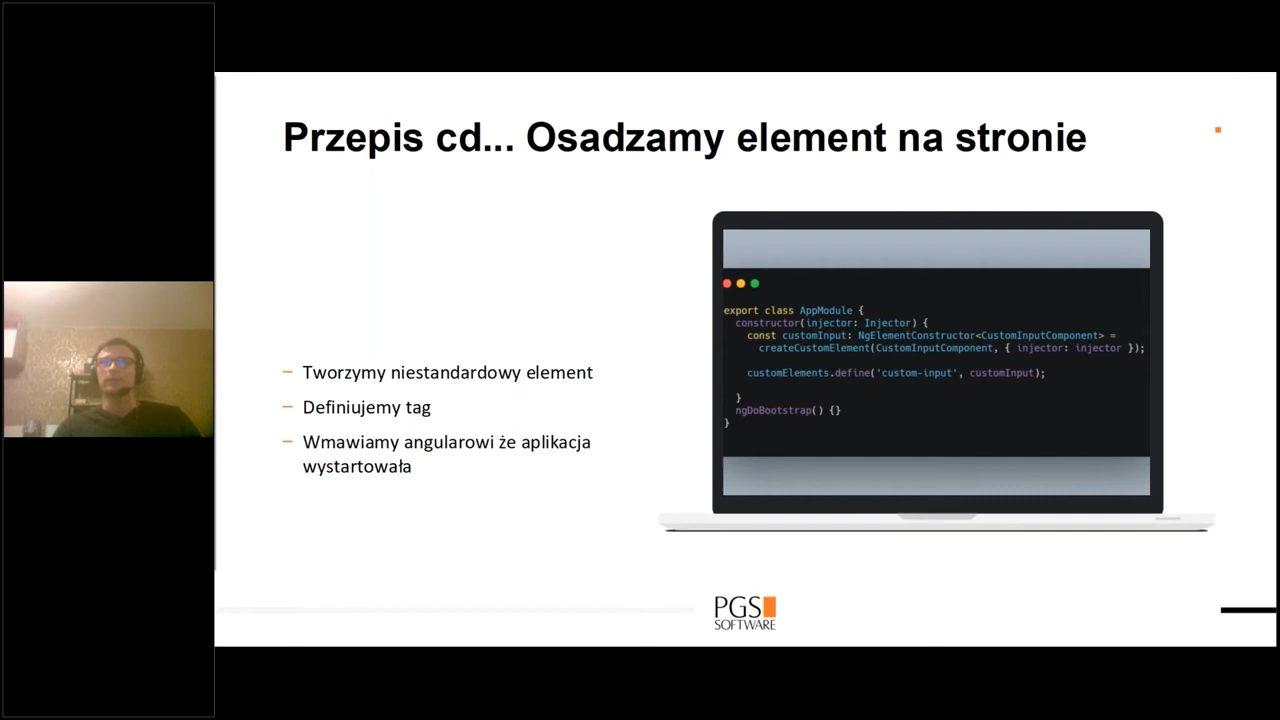 Przepis cd... Osadzamy element na stronie
– Tworzymy niestandardowy element
– Definiujemy tag
– Wmawiamy angularowi że aplikacja
wystartowała
export class AppModule {
constructor(injector: Injector) {
const customInput: NgElementConstructor<CustomInputComponent> =
createCustomElement(CustomInputComponent, { injector: injector });
customElements.define('custom-input', customInput);
}
ngDoBootstrap() {}
}
PGS
SOFTWARE